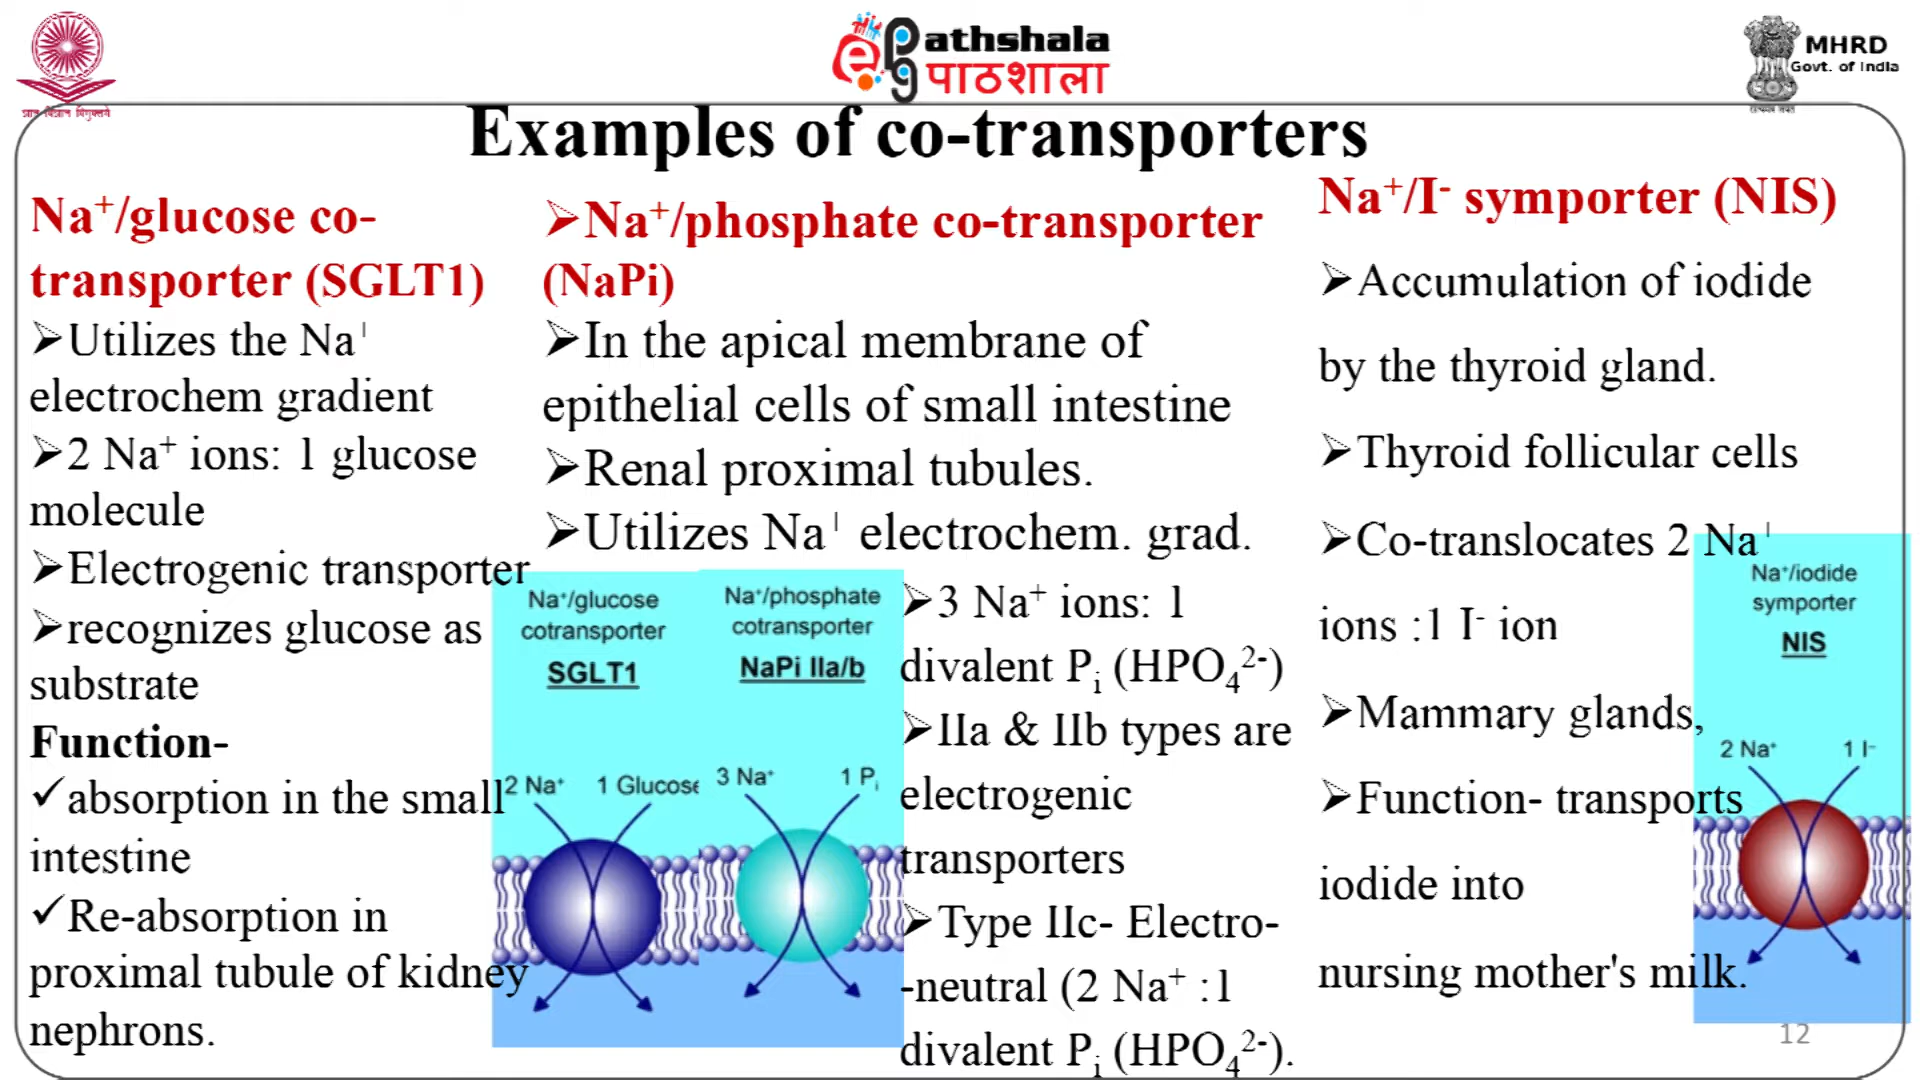 ज्ञान विज्ञान विमुक्तये
ePgpathshala
पाठशाला
MHRD
Govt. of India
सत्यमेव जयते
Examples of co-transporters
Na⁺/glucose co-
transporter (SGLT1)
➢Utilizes the Na⁺
electrochem gradient
➢2 Na⁺ ions: 1 glucose
molecule
➢Electrogenic transporter
➢recognizes glucose as
substrate
Function-
✓absorption in the small
intestine
✓Re-absorption in
proximal tubule of kidney
nephrons.
➢Na⁺/phosphate co-transporter
(NaPi)
➢In the apical membrane of
epithelial cells of small intestine
➢Renal proximal tubules.
➢Utilizes Na⁺ electrochem. grad.
➢3 Na⁺ ions: 1
divalent Pᵢ (HPO₄²⁻)
➢IIa & IIb types are
electrogenic
transporters
➢Type IIc- Electro-
-neutral (2 Na⁺ :1
divalent Pᵢ (HPO₄²⁻).
Na⁺/glucose
cotransporter
SGLT1
2 Na⁺ 1 Glucose
Na⁺/phosphate
cotransporter
NaPi IIa/b
3 Na⁺ 1 Pᵢ
Na⁺/I⁻ symporter (NIS)
➢Accumulation of iodide
by the thyroid gland.
➢Thyroid follicular cells
➢Co-translocates 2 Na⁺
ions :1 I⁻ ion
➢Mammary glands,
➢Function- transports
iodide into
nursing mother's milk.
Na⁺/iodide
symporter
NIS
2 Na⁺ 1 I⁻
12